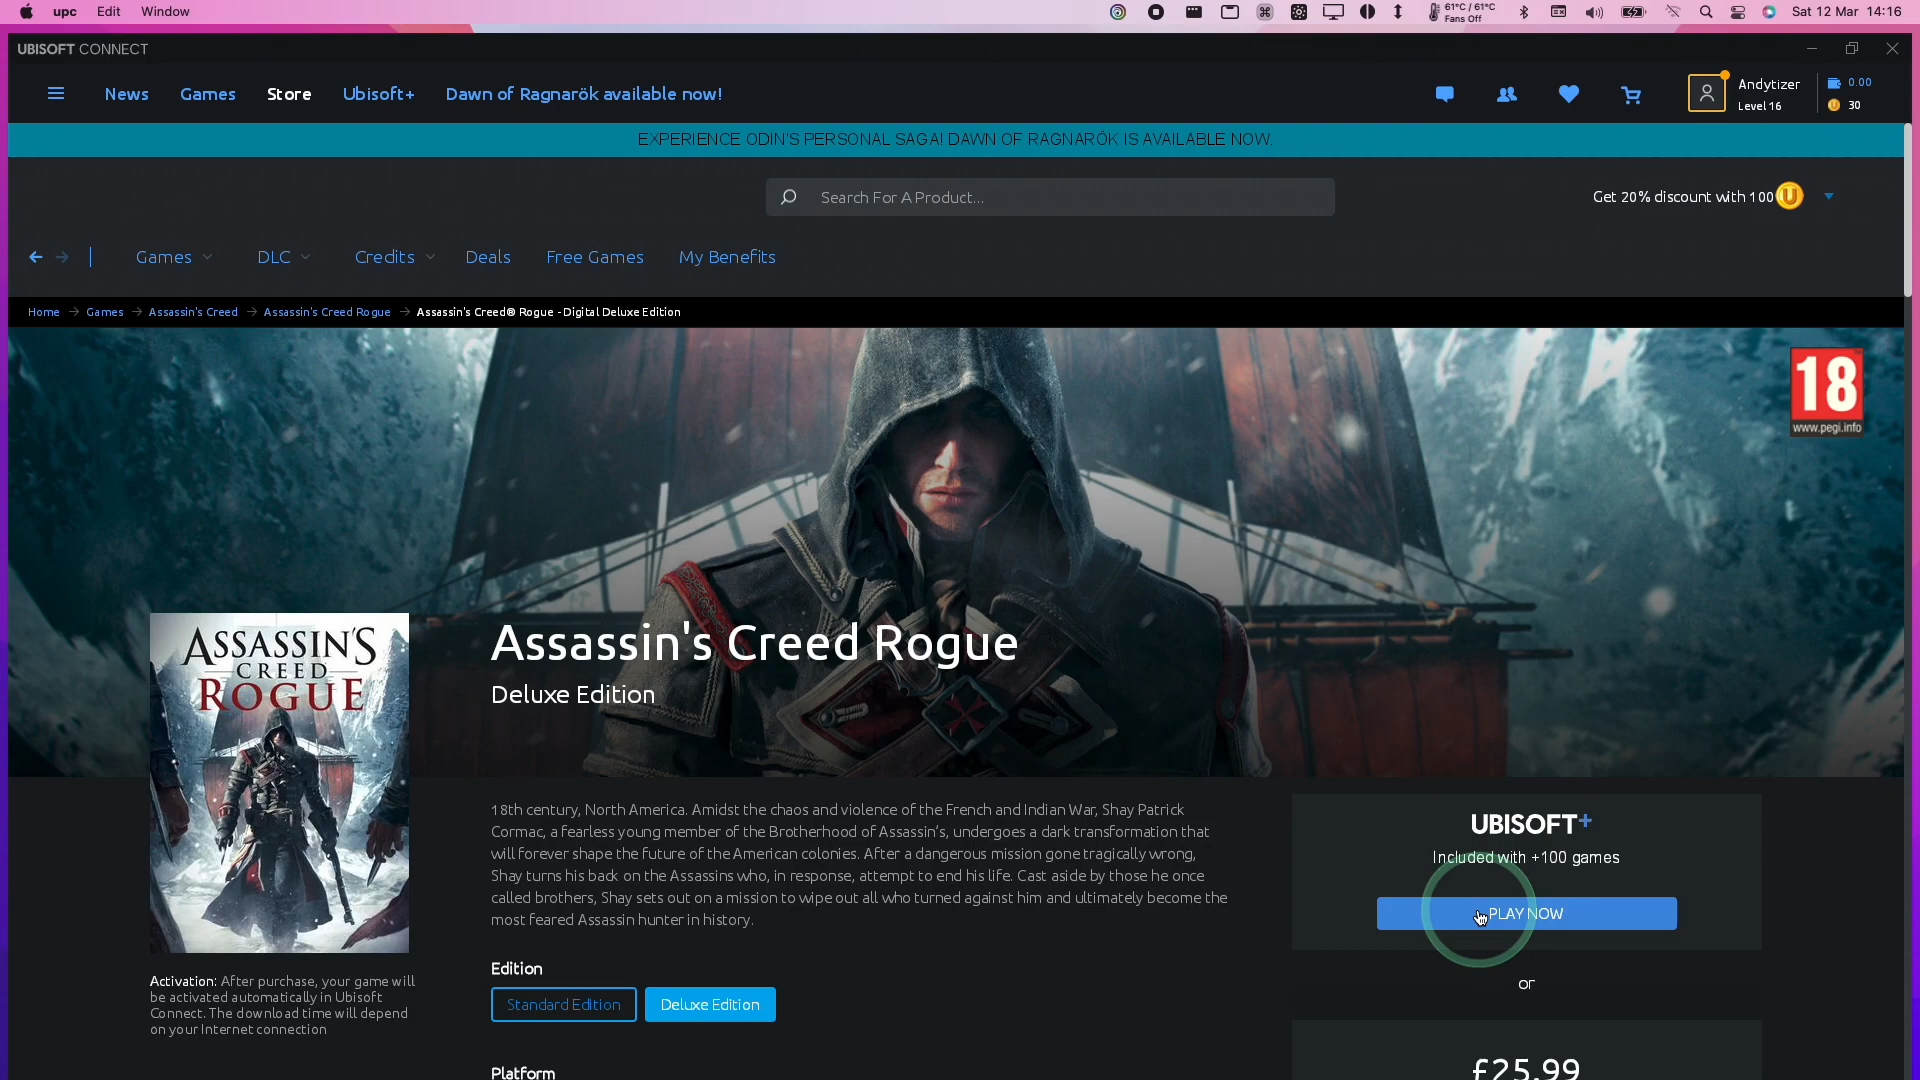 upc Edit Window
61°C / 61°C
Fans Off
Sat 12 Mar 14:16
UBISOFT CONNECT
News Games Store Ubisoft+ Dawn of Ragnarök available now!
Andytizer
Level 16
0.00
30
EXPERIENCE ODIN'S PERSONAL SAGA! DAWN OF RAGNARÖK IS AVAILABLE NOW.
Search For A Product...
Get 20% discount with 100
Games DLC Credits Deals Free Games My Benefits
Home → Games → Assassin's Creed → Assassin's Creed Rogue → Assassin's Creed® Rogue - Digital Deluxe Edition
18
www.pegi.info
ASSASSIN'S
CREED
ROGUE
Assassin's Creed Rogue
Deluxe Edition
18th century, North America. Amidst the chaos and violence of the French and Indian War, Shay Patrick
Cormac, a fearless young member of the Brotherhood of Assassin's, undergoes a dark transformation that
will forever shape the future of the American colonies. After a dangerous mission gone tragically wrong,
Shay turns his back on the Assassins who, in response, attempt to end his life. Cast aside by those he once
called brothers, Shay sets out on a mission to wipe out all who turned against him and ultimately become the
most feared Assassin hunter in history.
UBISOFT+
Included with +100 games
PLAY NOW
or
£25.99
Activation: After purchase, your game will
be activated automatically in Ubisoft
Connect. The download time will depend
on your Internet connection
Edition
Standard Edition Deluxe Edition
Platform